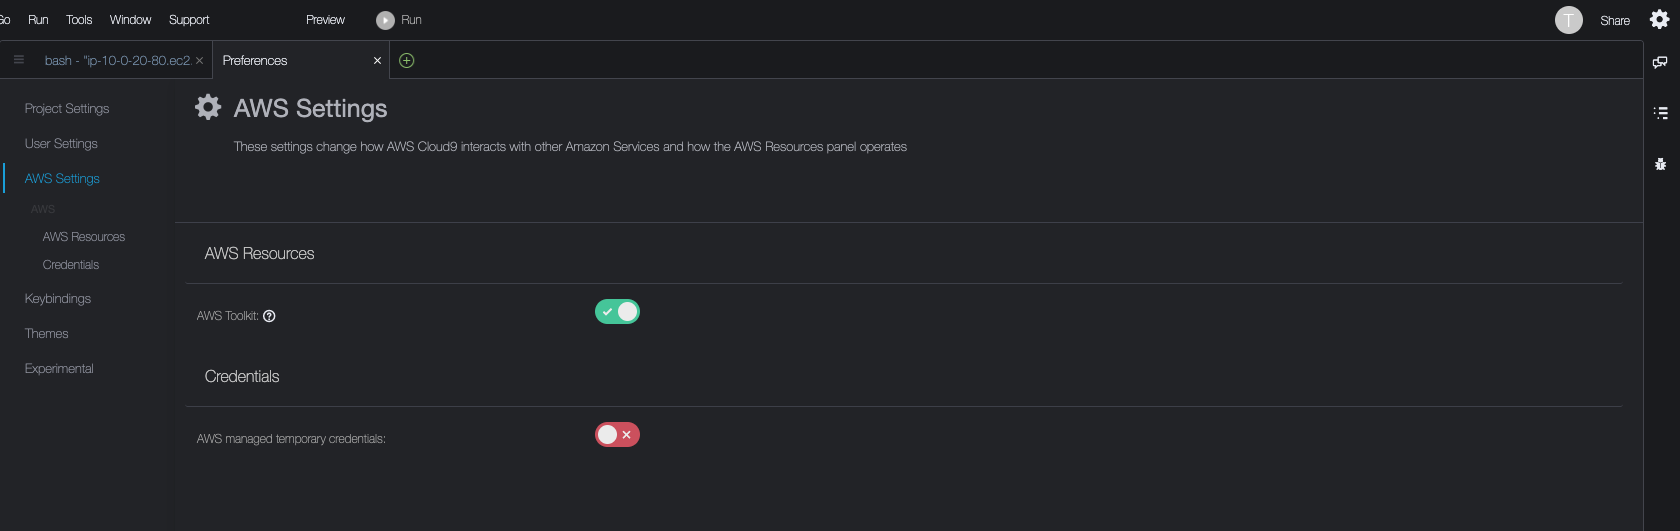 Go Run Tools Window Support Preview Run T Share
bash - "ip-10-0-20-80.ec2. × Preferences ×
Project Settings
User Settings
AWS Settings
AWS
AWS Resources
Credentials
Keybindings
Themes
Experimental
AWS Settings
These settings change how AWS Cloud9 interacts with other Amazon Services and how the AWS Resources panel operates
AWS Resources
AWS Toolkit: ?
Credentials
AWS managed temporary credentials: